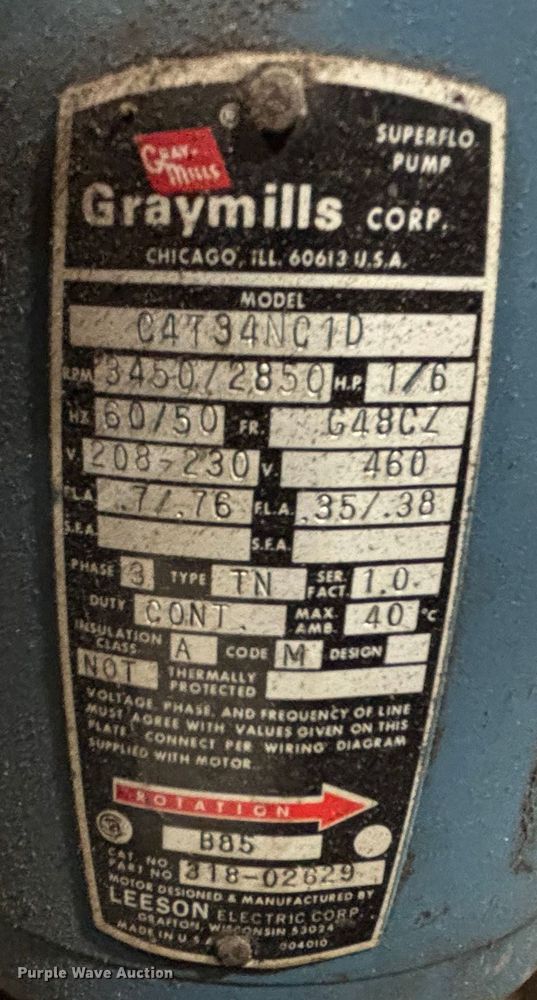 ®
SUPERFLO
PUMP
GRAY-
MILLS
Graymills CORP.
CHICAGO, ILL. 60613 U.S.A.
MODEL
C4T34NC1D
RPM 3450/2850 H.P. 1/6
HZ 60/50 FR. G48CZ
V. 208-230 V. 460
F.L.A. .7/.76 F.L.A. .35/.38
S.F.A. S.F.A.
PHASE 3 TYPE TN SER. FACT. 1.0
DUTY CONT. MAX. AMB. 40 °C
INSULATION CLASS A CODE M DESIGN
NOT THERMALLY PROTECTED
VOLTAGE, PHASE, AND FREQUENCY OF LINE
MUST AGREE WITH VALUES GIVEN ON THIS
PLATE. CONNECT PER WIRING DIAGRAM
SUPPLIED WITH MOTOR.
ROTATION
B85
CAT. NO.
PART NO. 318-02629
MOTOR DESIGNED & MANUFACTURED BY
LEESON ELECTRIC CORP.
GRAFTON, WISCONSIN 53024
MADE IN U.S.A. 004010
Purple Wave Auction